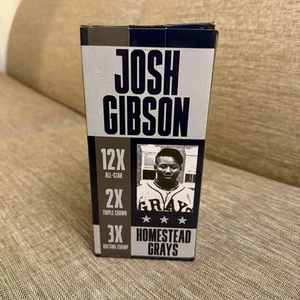 JOSH
GIBSON
12X
ALL-STAR
2X
TRIPLE CROWN
3X
BATTING CHAMP
GRAYS
HOMESTEAD
GRAYS